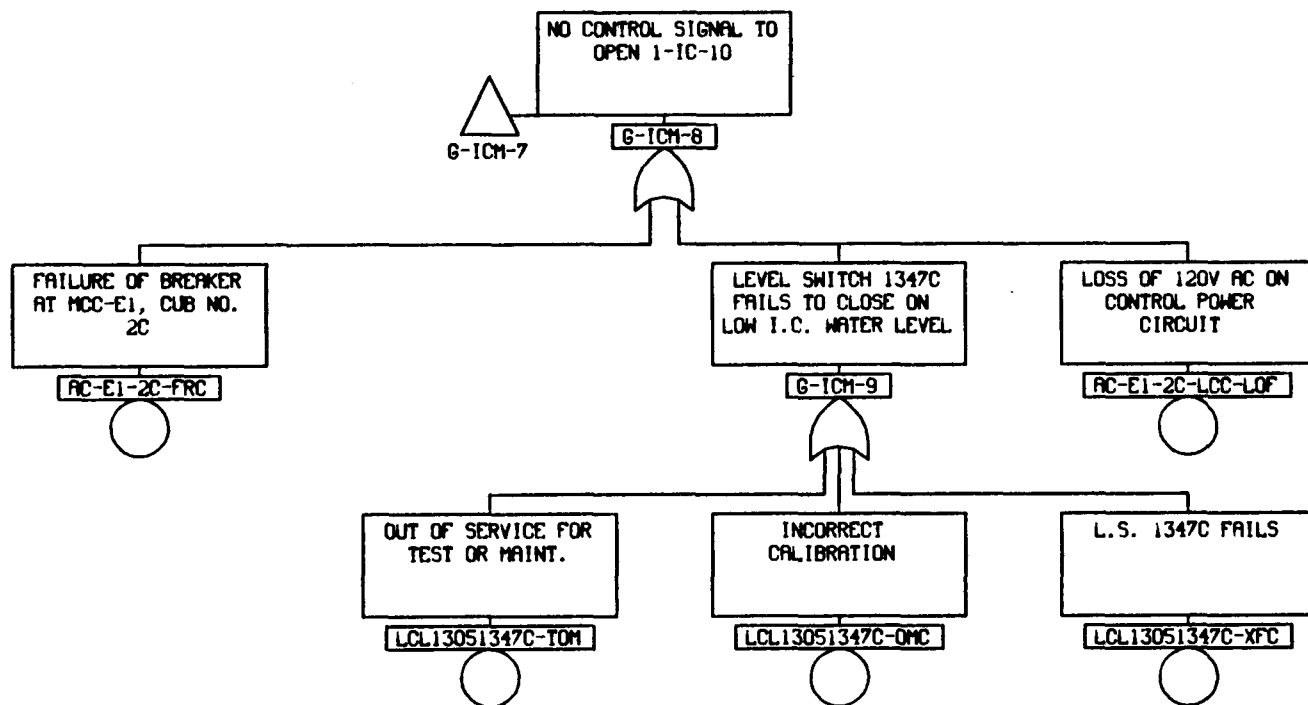 NO CONTROL SIGNAL TO
OPEN 1-IC-10
G-ICM-7
G-ICM-8
FAILURE OF BREAKER
AT MCC-E1, CUB NO.
2C
LEVEL SWITCH 1347C
FAILS TO CLOSE ON
LOW I.C. WATER LEVEL
LOSS OF 120V AC ON
CONTROL POWER
CIRCUIT
AC-E1-2C-FRC
G-ICM-9
AC-E1-2C-LCC-LOF
OUT OF SERVICE FOR
TEST OR MAINT.
INCORRECT
CALIBRATION
L.S. 1347C FAILS
LCL13051347C-TOM
LCL13051347C-OMC
LCL13051347C-XFC